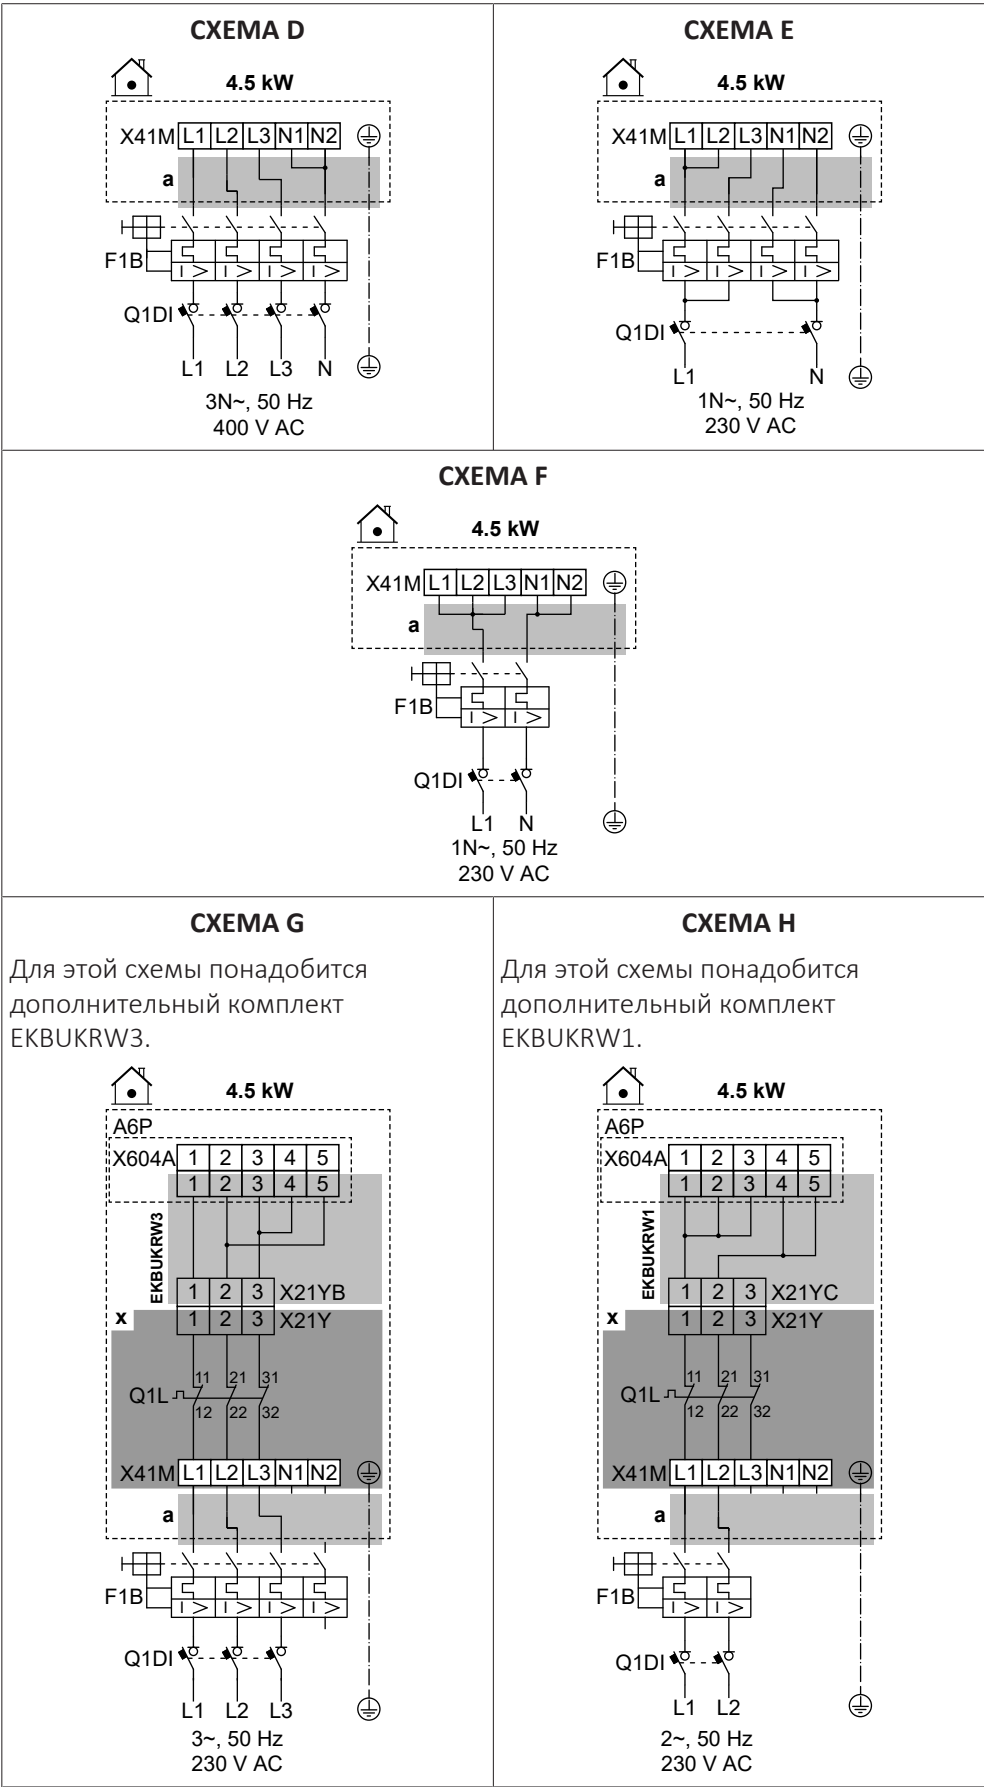 СХЕМА D
4.5 kW
X41M L1 L2 L3 N1 N2
a
F1B
I > I > I > I >
Q1DI
L1 L2 L3 N
3N~, 50 Hz
400 V AC
СХЕМА E
4.5 kW
X41M L1 L2 L3 N1 N2
a
F1B
I > I > I > I >
Q1DI
L1 N
1N~, 50 Hz
230 V AC
СХЕМА F
4.5 kW
X41M L1 L2 L3 N1 N2
a
F1B
I > I >
Q1DI
L1 N
1N~, 50 Hz
230 V AC
СХЕМА G
Для этой схемы понадобится
дополнительный комплект
EKBUKRW3.
4.5 kW
A6P
X604A 1 2 3 4 5
1 2 3 4 5
EKBUKRW3
1 2 3 X21YB
x
1 2 3 X21Y
11 21 31
Q1L
12 22 32
X41M L1 L2 L3 N1 N2
a
F1B
I > I > I > I >
Q1DI
L1 L2 L3
3~, 50 Hz
230 V AC
СХЕМА H
Для этой схемы понадобится
дополнительный комплект
EKBUKRW1.
4.5 kW
A6P
X604A 1 2 3 4 5
1 2 3 4 5
EKBUKRW1
1 2 3 X21YC
x
1 2 3 X21Y
11 21 31
Q1L
12 22 32
X41M L1 L2 L3 N1 N2
a
F1B
I > I >
Q1DI
L1 L2
2~, 50 Hz
230 V AC